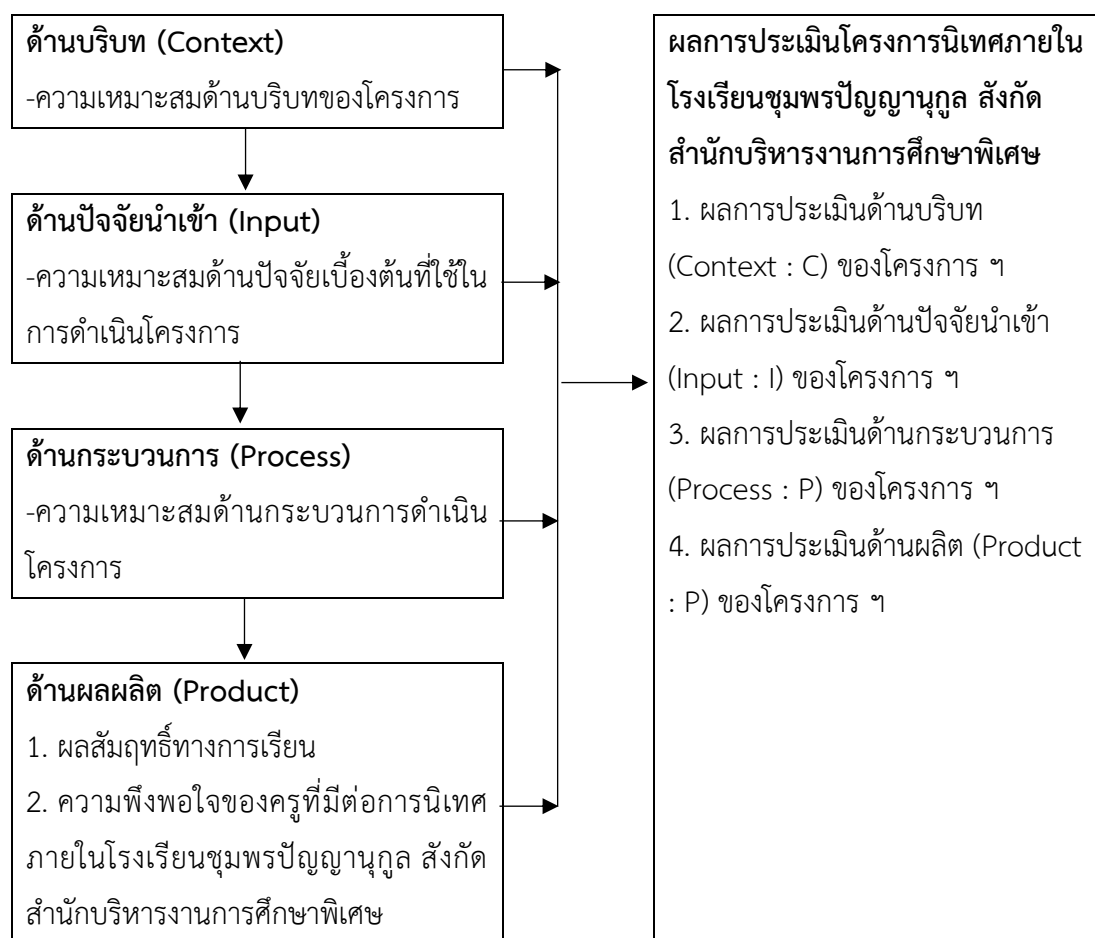 ด้านบริบท (Context)
-ความเหมาะสมด้านบริบทของโครงการ
ด้านปัจจัยนำเข้า (Input)
-ความเหมาะสมด้านปัจจัยเบื้องต้นที่ใช้ใน
การดำเนินโครงการ
ด้านกระบวนการ (Process)
-ความเหมาะสมด้านกระบวนการดำเนิน
โครงการ
ด้านผลผลิต (Product)
1. ผลสัมฤทธิ์ทางการเรียน
2. ความพึงพอใจของครูที่มีต่อการนิเทศ
ภายในโรงเรียนชุมพรปัญญานุกูล สังกัด
สำนักบริหารงานการศึกษาพิเศษ
ผลการประเมินโครงการนิเทศภายใน
โรงเรียนชุมพรปัญญานุกูล สังกัด
สำนักบริหารงานการศึกษาพิเศษ
1. ผลการประเมินด้านบริบท
(Context : C) ของโครงการ ฯ
2. ผลการประเมินด้านปัจจัยนำเข้า
(Input : I) ของโครงการ ฯ
3. ผลการประเมินด้านกระบวนการ
(Process : P) ของโครงการ ฯ
4. ผลการประเมินด้านผลิต (Product
: P) ของโครงการ ฯ